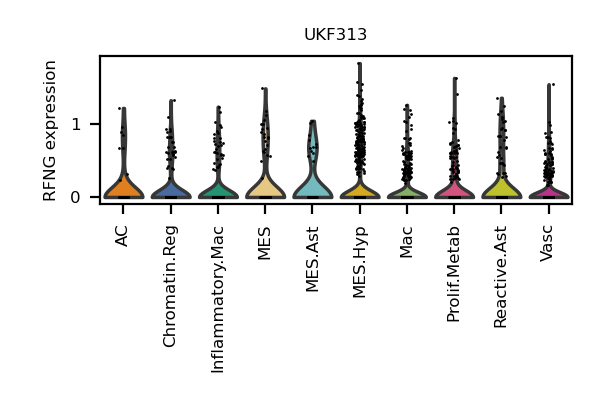 UKF313
RFNG expression
1
0
AC
Chromatin.Reg
Inflammatory.Mac
MES
MES.Ast
MES.Hyp
Mac
Prolif.Metab
Reactive.Ast
Vasc